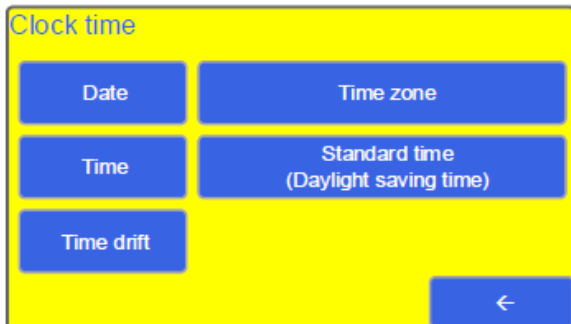 Clock time
Date
Time zone
Time
Standard time
(Daylight saving time)
Time drift
←